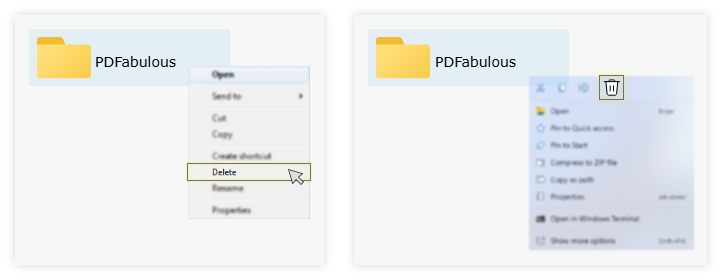 PDFabulous
Open
Send to
Cut
Copy
Create shortcut
Delete
Rename
Properties
PDFabulous
Open
Pin to Quick access
Pin to Start
Compress to ZIP file
Copy as path
Properties
Open in Windows Terminal
Show more options